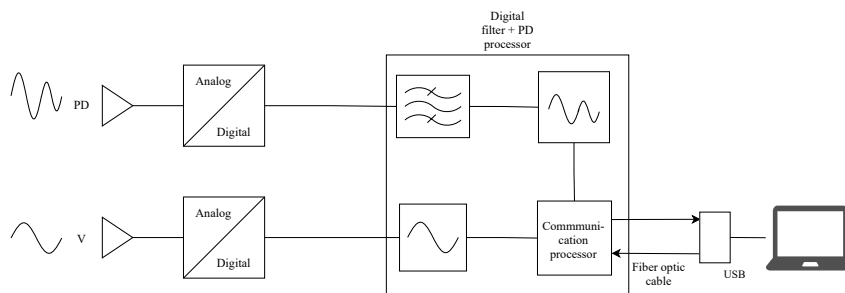 Digital
filter + PD
processor
PD
Analog
Digital
V
Analog
Digital
Commmuni-
cation
processor
Fiber optic
cable
USB